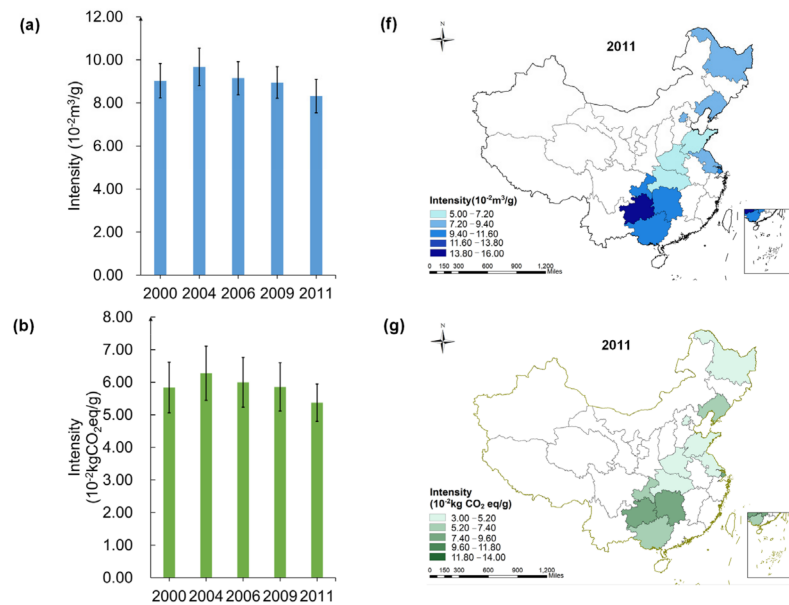 (a)
Intensity (10⁻²m³/g)
12.00
10.00
8.00
6.00
4.00
2.00
0.00
2000 2004 2006 2009 2011
(f)
N
2011
Intensity(10⁻²m³/g)
5.00 – 7.20
7.20 – 9.40
9.40 – 11.60
11.60 – 13.80
13.80 – 16.00
0 150 300 600 900 1,200
Miles
(b)
Intensity
(10⁻²kgCO₂eq/g)
8.00
7.00
6.00
5.00
4.00
3.00
2.00
1.00
0.00
2000 2004 2006 2009 2011
(g)
N
2011
Intensity
(10⁻²kg CO₂ eq/g)
3.00 – 5.20
5.20 – 7.40
7.40 – 9.60
9.60 – 11.80
11.80 – 14.00
0 150 300 600 900 1,200
Miles